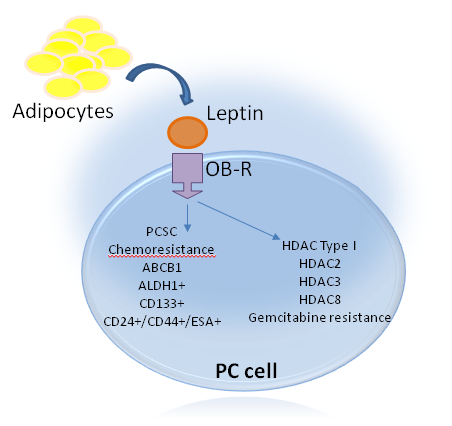 Adipocytes
Leptin
OB-R
PCSC
Chemoresistance
ABCB1
ALDH1+
CD133+
CD24+/CD44+/ESA+
HDAC Type I
HDAC2
HDAC3
HDAC8
Gemcitabine resistance
PC cell